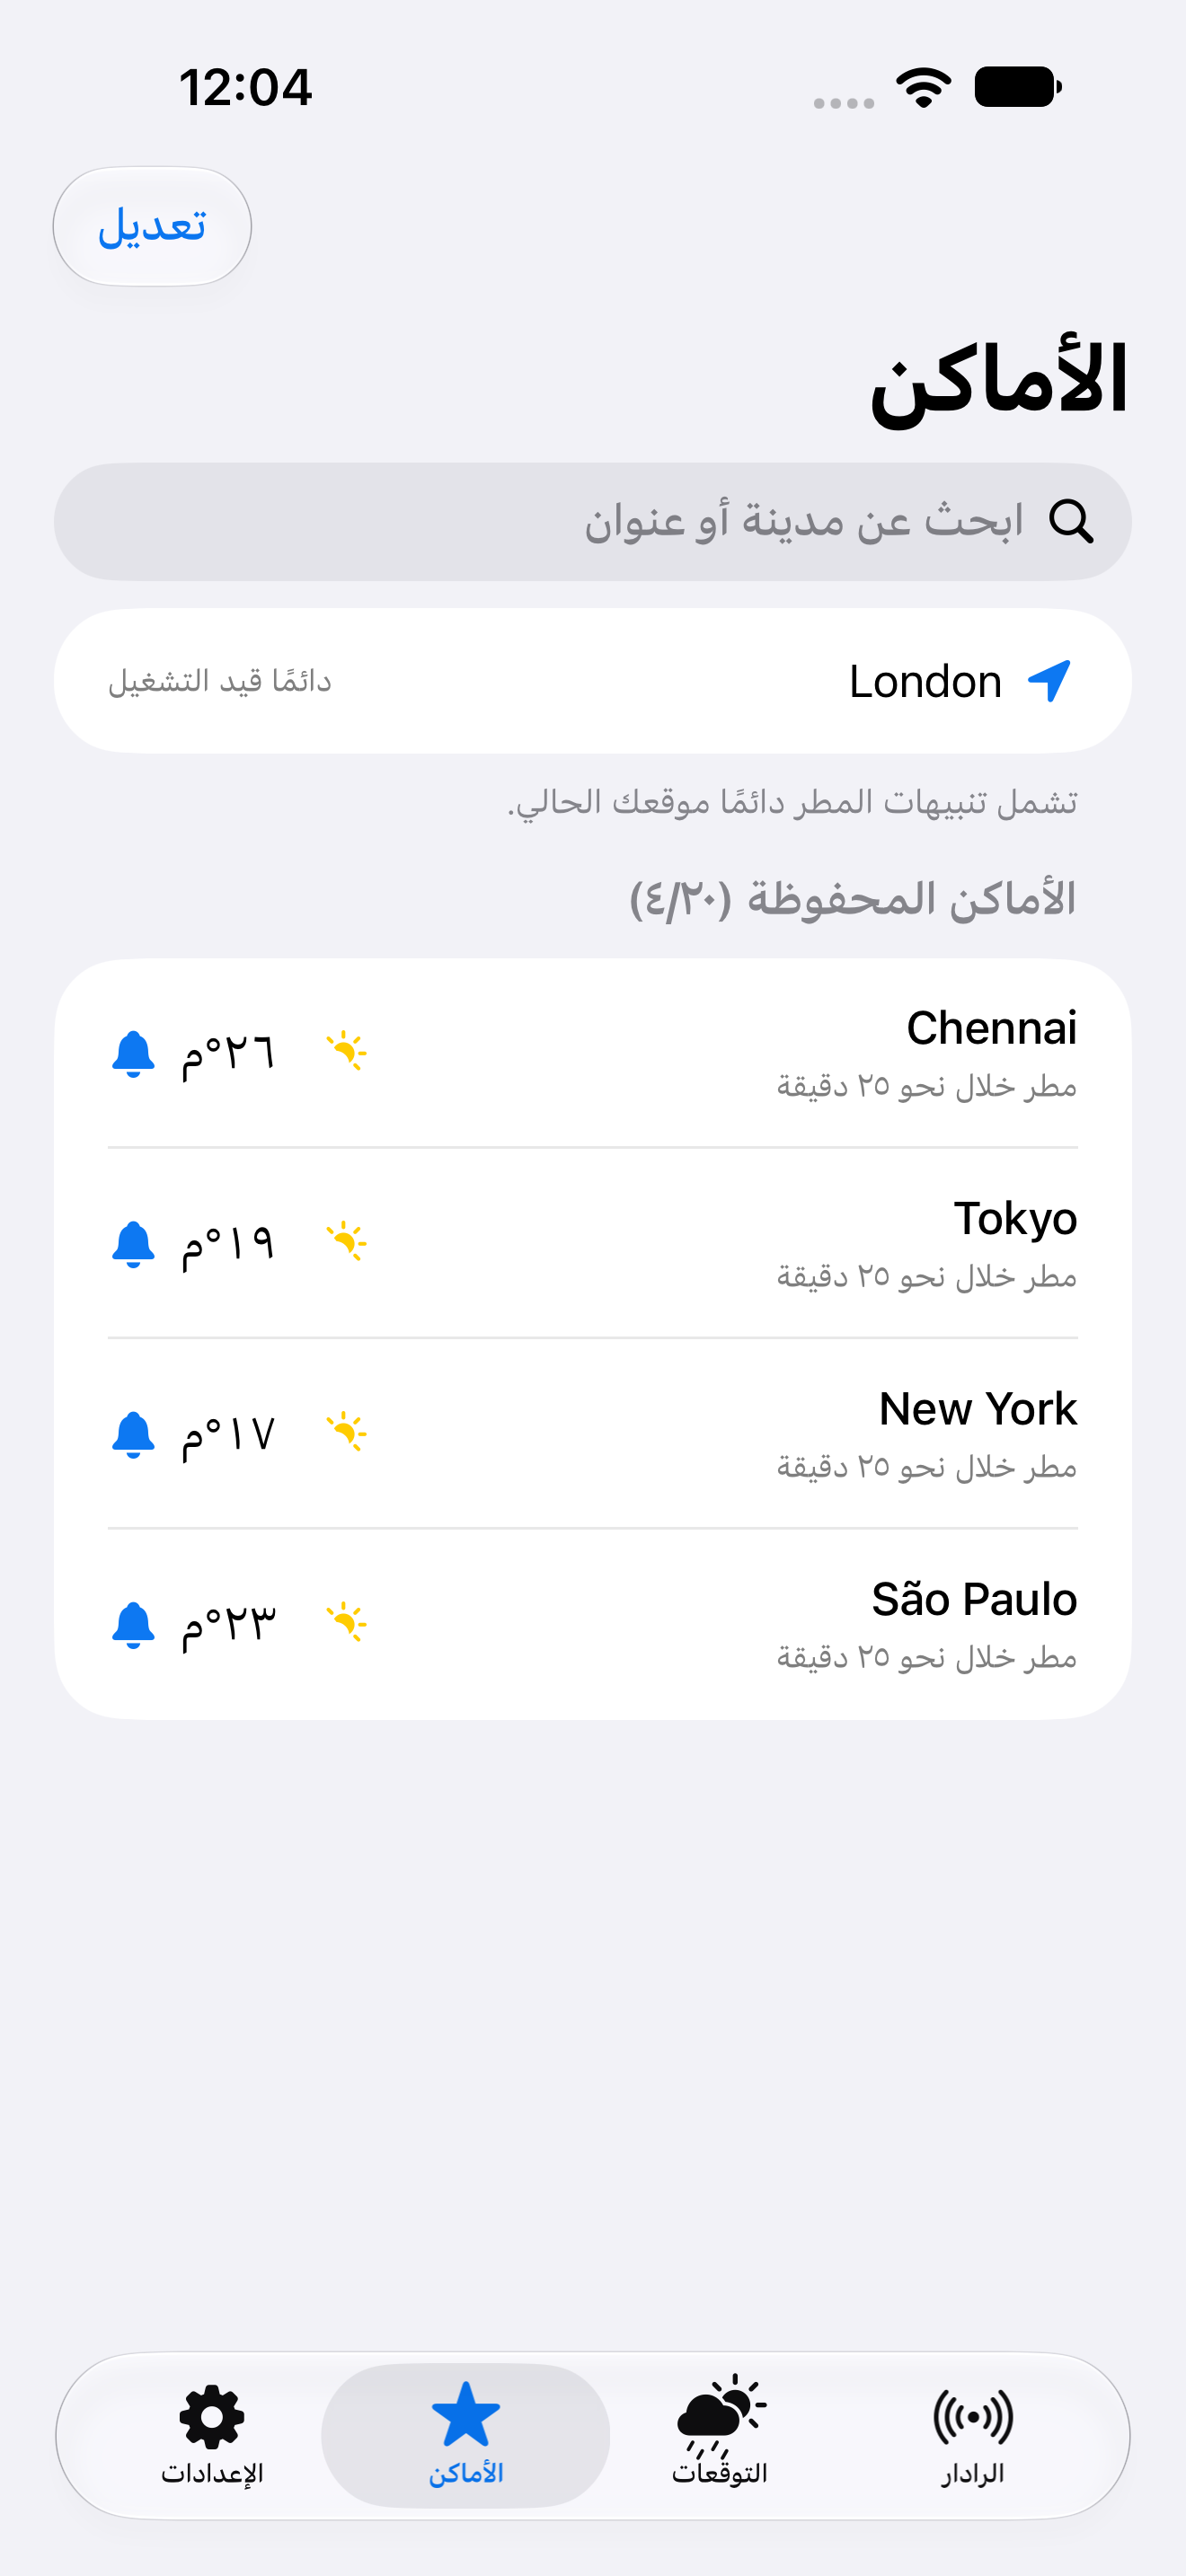 12:04
تعديل
الأماكن
ابحث عن مدينة أو عنوان
London
دائمًا قيد التشغيل
تشمل تنبيهات المطر دائمًا موقعك الحالي.
الأماكن المحفوظة (٤/٢٠)
Chennai
مطر خلال نحو ٢٥ دقيقة
٢٦°م
Tokyo
مطر خلال نحو ٢٥ دقيقة
١٩°م
New York
مطر خلال نحو ٢٥ دقيقة
١٧°م
São Paulo
مطر خلال نحو ٢٥ دقيقة
٢٣°م
الرادار
التوقعات
الأماكن
الإعدادات